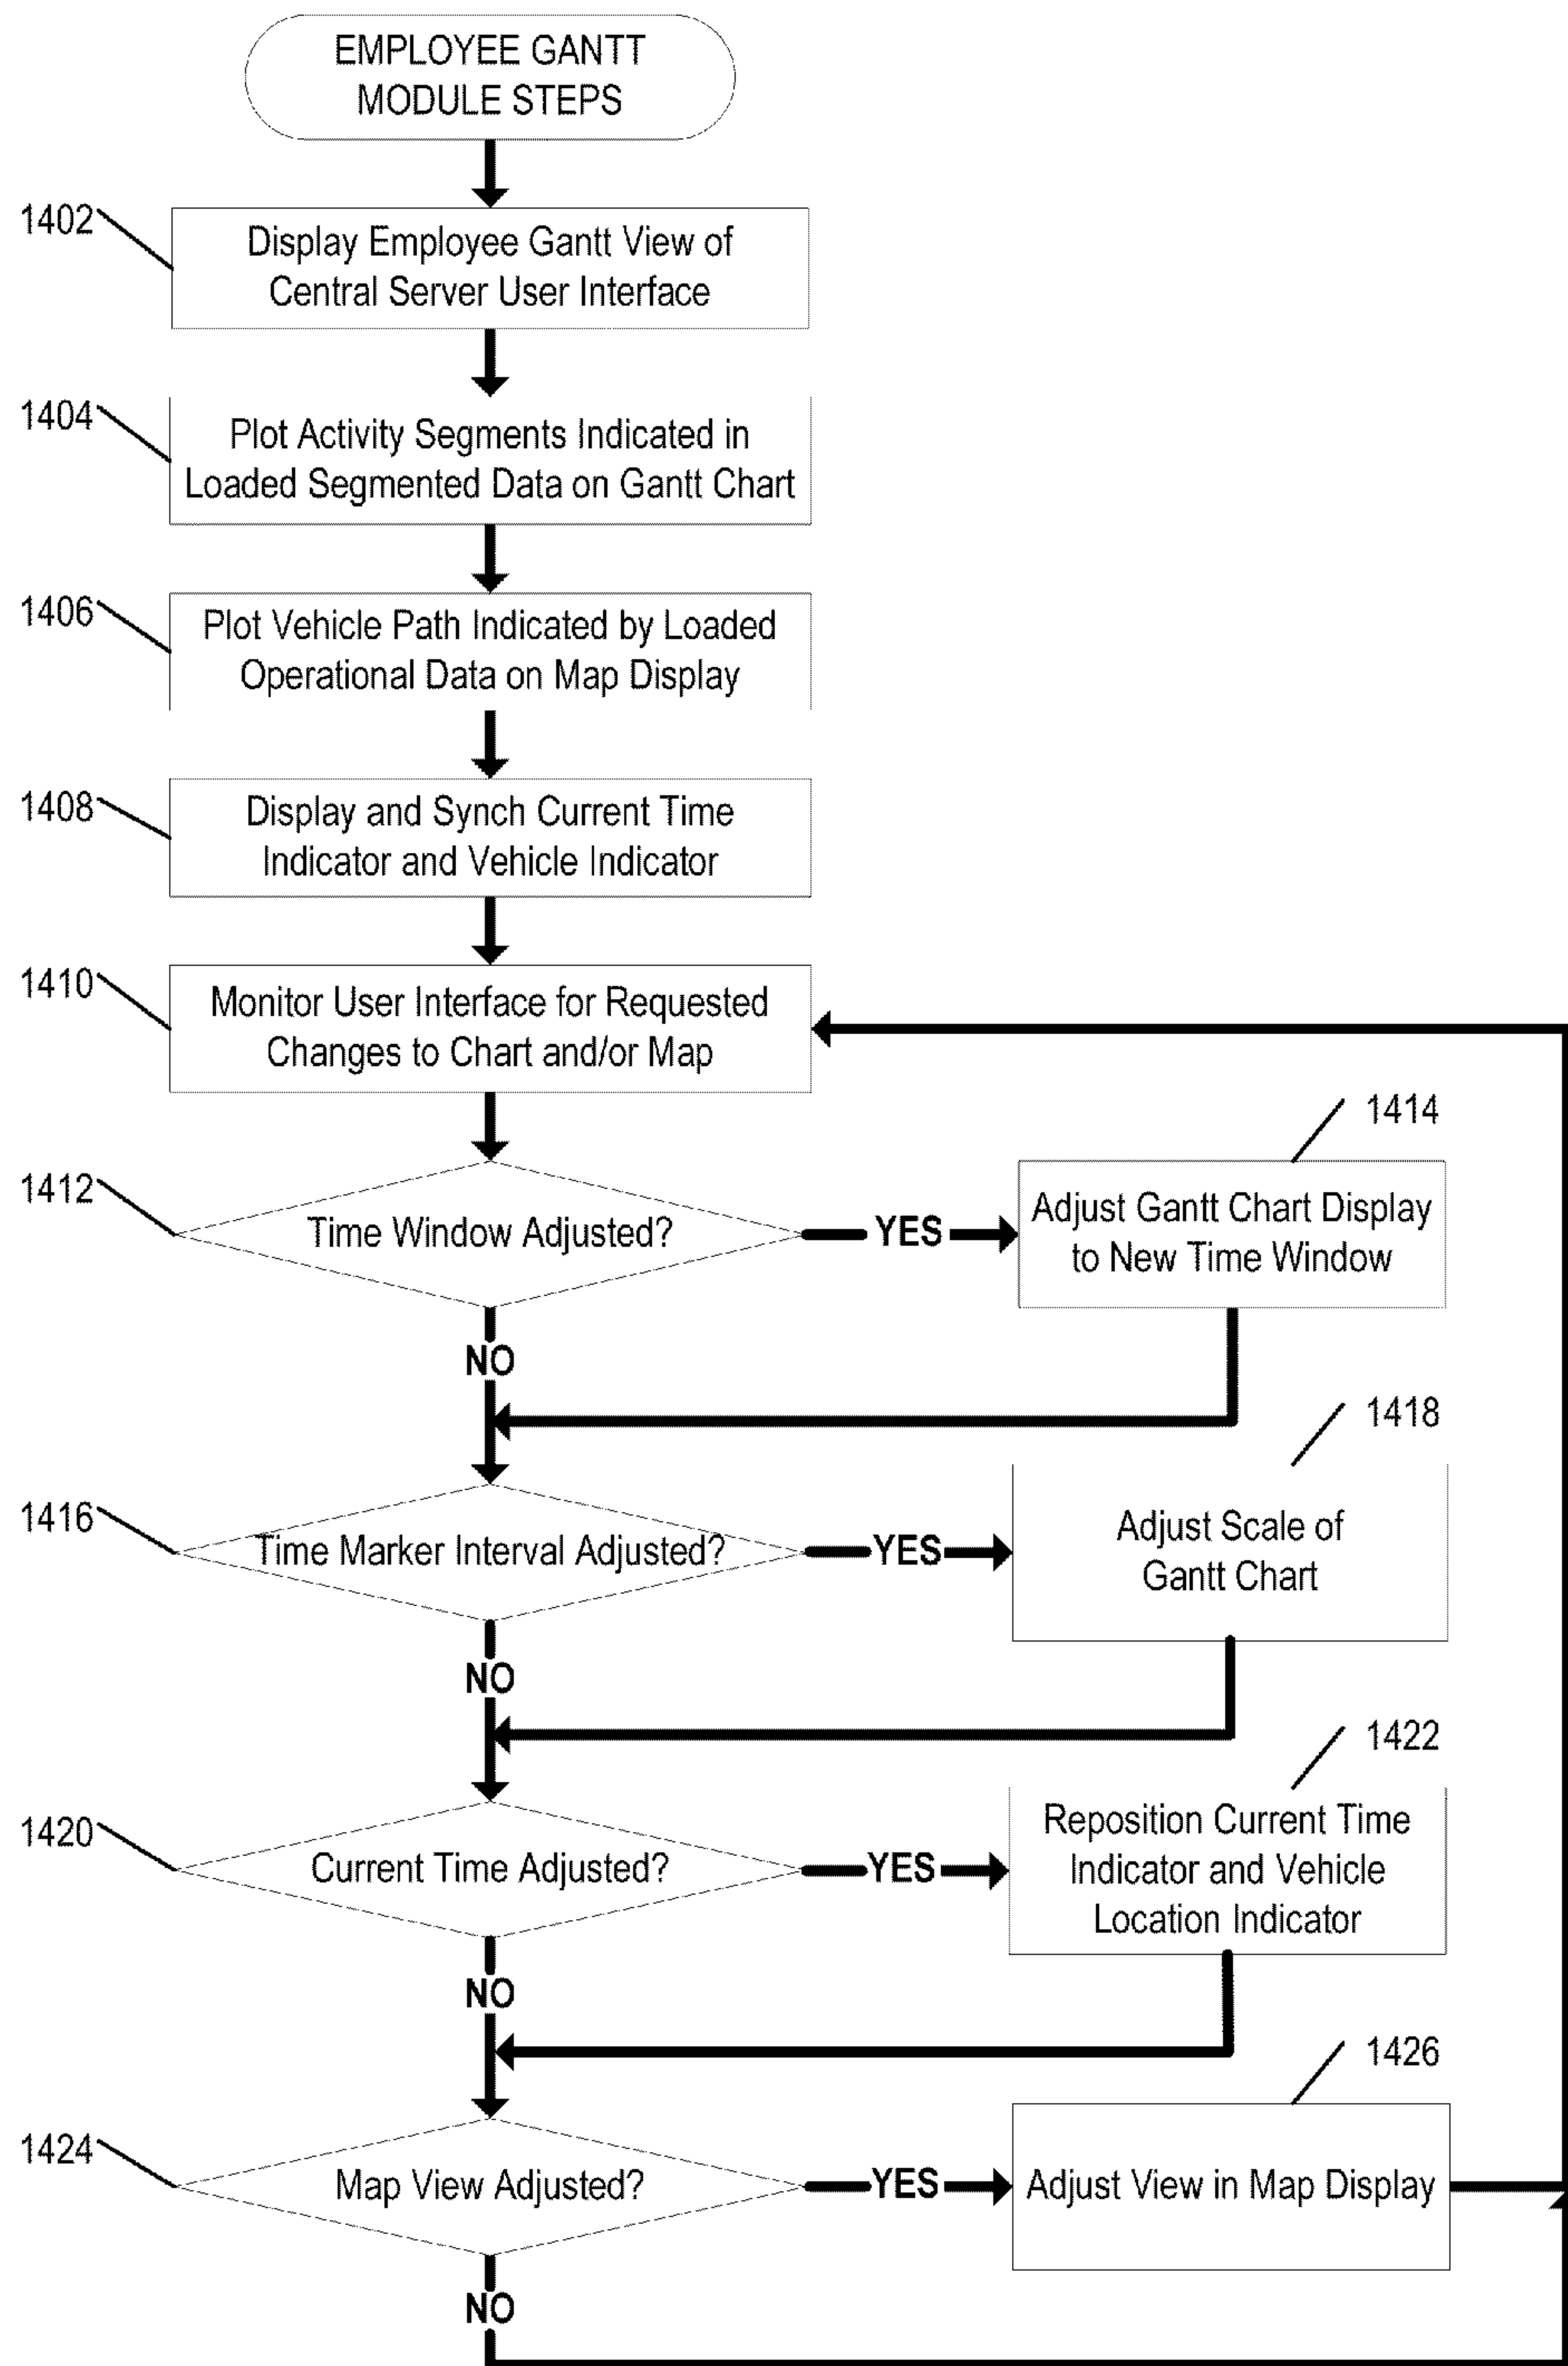 EMPLOYEE GANTT
MODULE STEPS
1402
Display Employee Gantt View of
Central Server User Interface
1404
Plot Activity Segments Indicated in
Loaded Segmented Data on Gantt Chart
1406
Plot Vehicle Path Indicated by Loaded
Operational Data on Map Display
1408
Display and Synch Current Time
Indicator and Vehicle Indicator
1410
Monitor User Interface for Requested
Changes to Chart and/or Map
1412
Time Window Adjusted?
YES
1414
Adjust Gantt Chart Display
to New Time Window
NO
1416
Time Marker Interval Adjusted?
YES
1418
Adjust Scale of
Gantt Chart
NO
1420
Current Time Adjusted?
YES
1422
Reposition Current Time
Indicator and Vehicle
Location Indicator
NO
1424
Map View Adjusted?
YES
1426
Adjust View in Map Display
NO